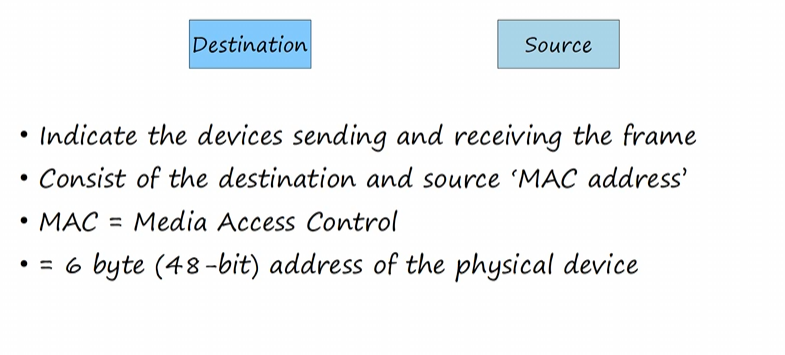 Destination
Source
• Indicate the devices sending and receiving the frame
• Consist of the destination and source ‘MAC address’
• MAC = Media Access Control
• = 6 byte (48-bit) address of the physical device